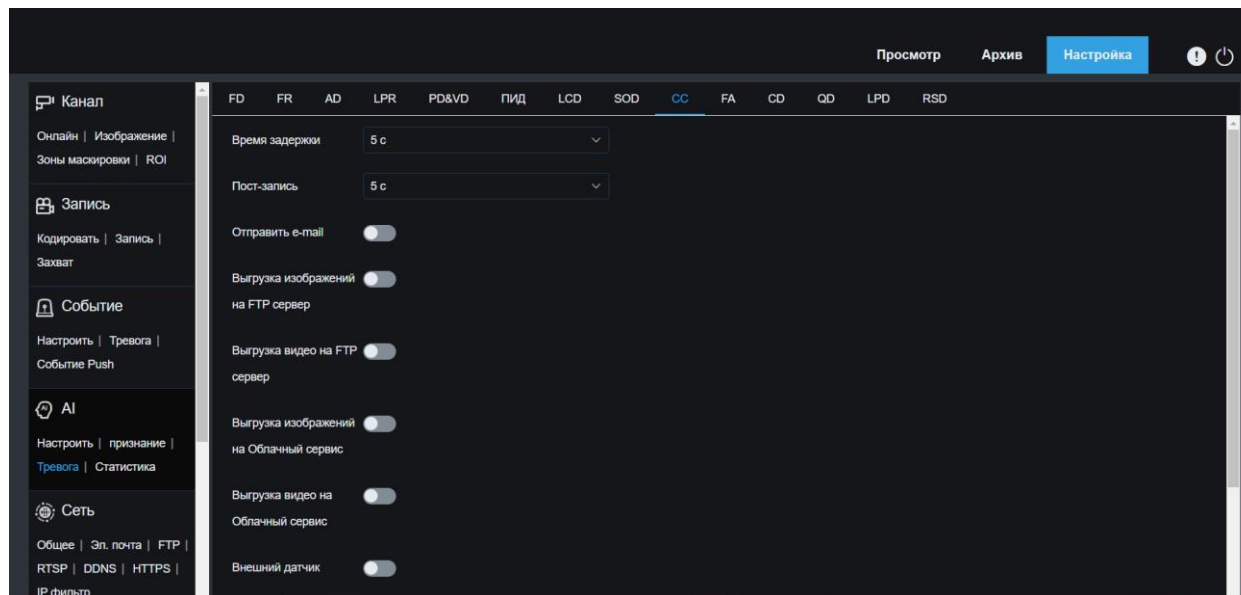 Просмотр Архив Настройка
Канал
Онлайн | Изображение |
Зоны маскировки | ROI
Запись
Кодировать | Запись |
Захват
Событие
Настроить | Тревога |
Событие Push
AI
Настроить | признание |
Тревога | Статистика
Сеть
Общее | Эл. почта | FTP |
RTSP | DDNS | HTTPS |
IP фильтр
FD FR AD LPR PD&VD ПИД LCD SOD CC FA CD QD LPD RSD
Время задержки 5 с
Пост-запись 5 с
Отправить e-mail
Выгрузка изображений
на FTP сервер
Выгрузка видео на FTP
сервер
Выгрузка изображений
на Облачный сервис
Выгрузка видео на
Облачный сервис
Внешний датчик